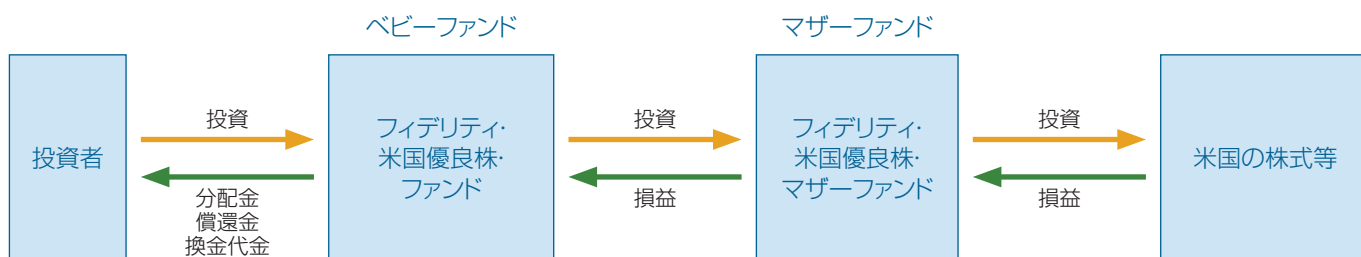 ベビーファンド
マザーファンド
投資者
投資
分配金
償還金
換金代金
フィデリティ・
米国優良株・
ファンド
投資
損益
フィデリティ・
米国優良株・
マザーファンド
投資
損益
米国の株式等